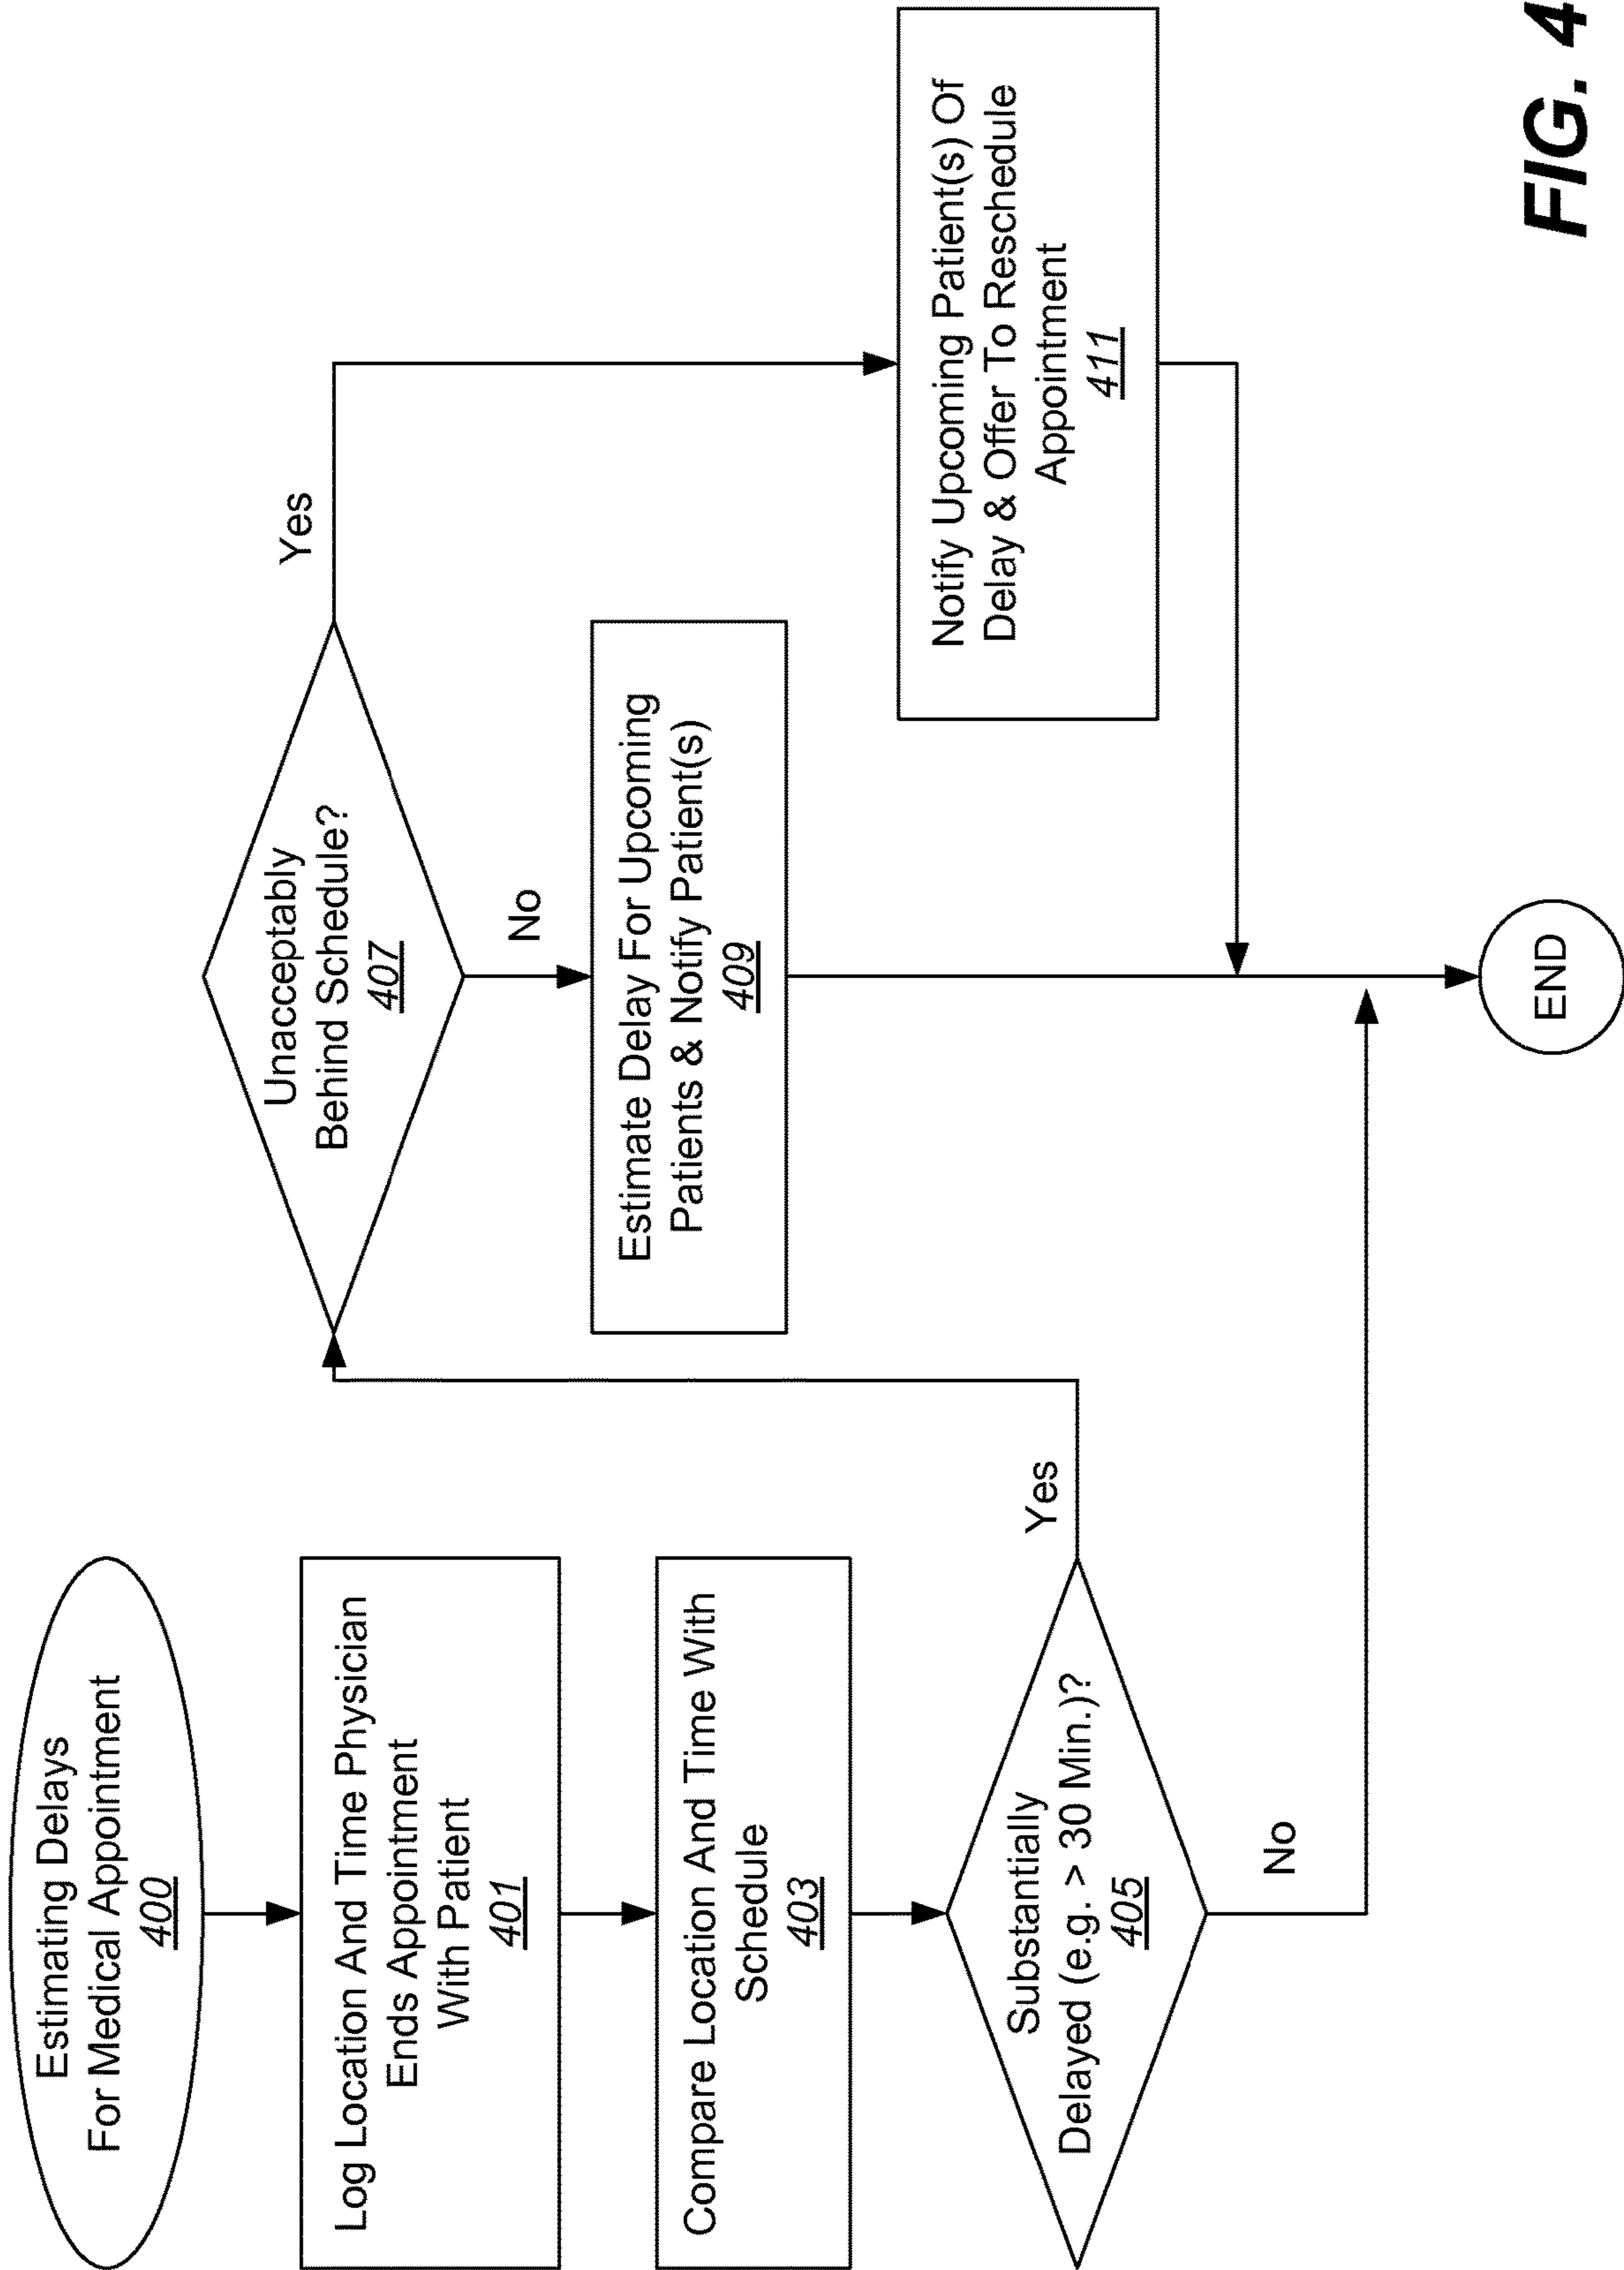 Estimating Delays
For Medical Appointment
400
Log Location And Time Physician
Ends Appointment
With Patient
401
Compare Location And Time With
Schedule
403
Substantially
Delayed (e.g. > 30 Min.)?
405
Yes
No
Unacceptably
Behind Schedule?
407
Yes
No
Estimate Delay For Upcoming
Patients & Notify Patient(s)
409
Notify Upcoming Patient(s) Of
Delay & Offer To Reschedule
Appointment
411
END
FIG. 4